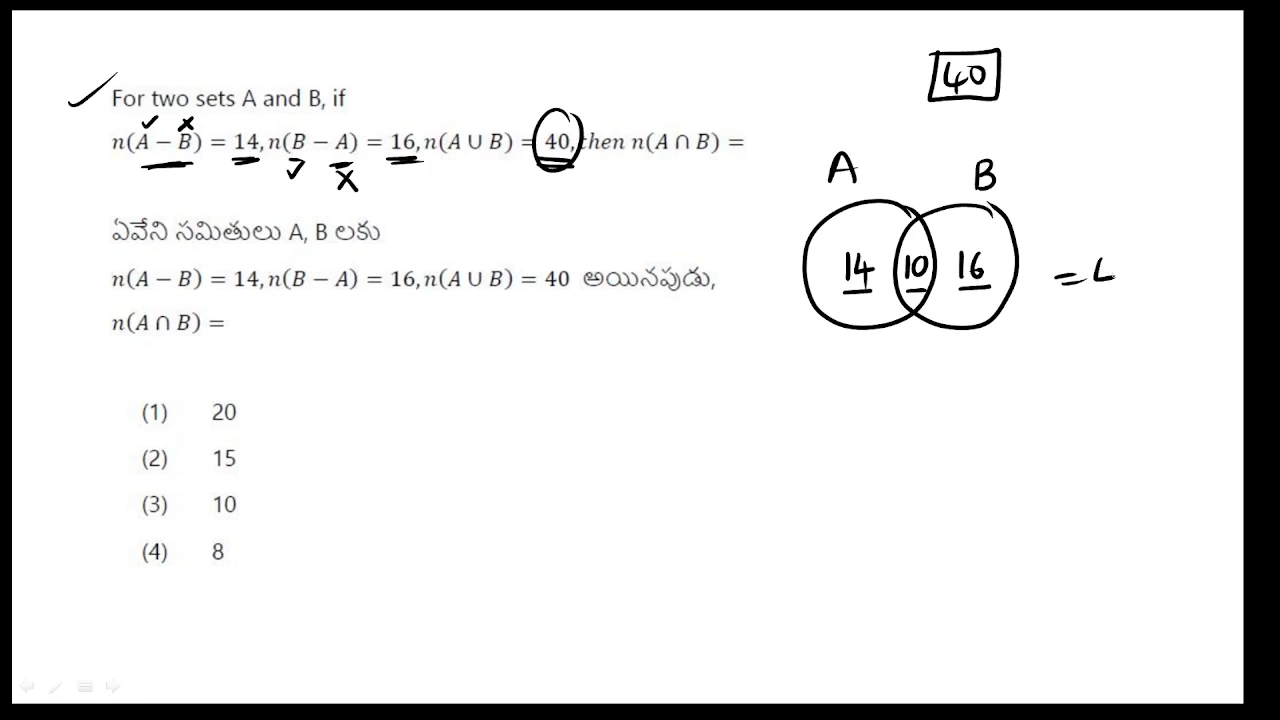 For two sets A and B, if
n(A − B) = 14, n(B − A) = 16, n(A ∪ B) = 40, then n(A ∩ B) =
ఏవేని సమితులు A, B లకు
n(A − B) = 14, n(B − A) = 16, n(A ∪ B) = 40 అయినపుడు,
n(A ∩ B) =
(1) 20
(2) 15
(3) 10
(4) 8
40
A B
14 10 16 =